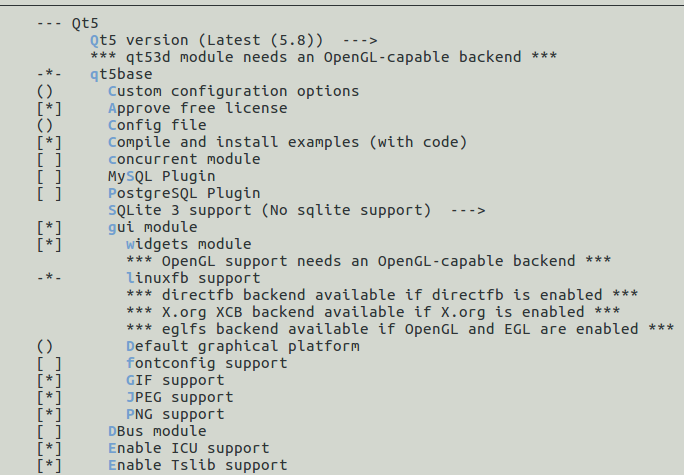 --- Qt5
Qt5 version (Latest (5.8))  --->
*** qt53d module needs an OpenGL-capable backend ***
-*-   qt5base
()      Custom configuration options
[*]     Approve free license
()      Config file
[*]     Compile and install examples (with code)
[ ]     concurrent module
[ ]     MySQL Plugin
[ ]     PostgreSQL Plugin
SQLite 3 support (No sqlite support)  --->
[*]     gui module
[*]       widgets module
*** OpenGL support needs an OpenGL-capable backend ***
-*-       linuxfb support
*** directfb backend available if directfb is enabled ***
*** X.org XCB backend available if X.org is enabled ***
*** eglfs backend available if OpenGL and EGL are enabled ***
()        Default graphical platform
[ ]       fontconfig support
[*]       GIF support
[*]       JPEG support
[*]       PNG support
[ ]     DBus module
[*]     Enable ICU support
[*]     Enable Tslib support